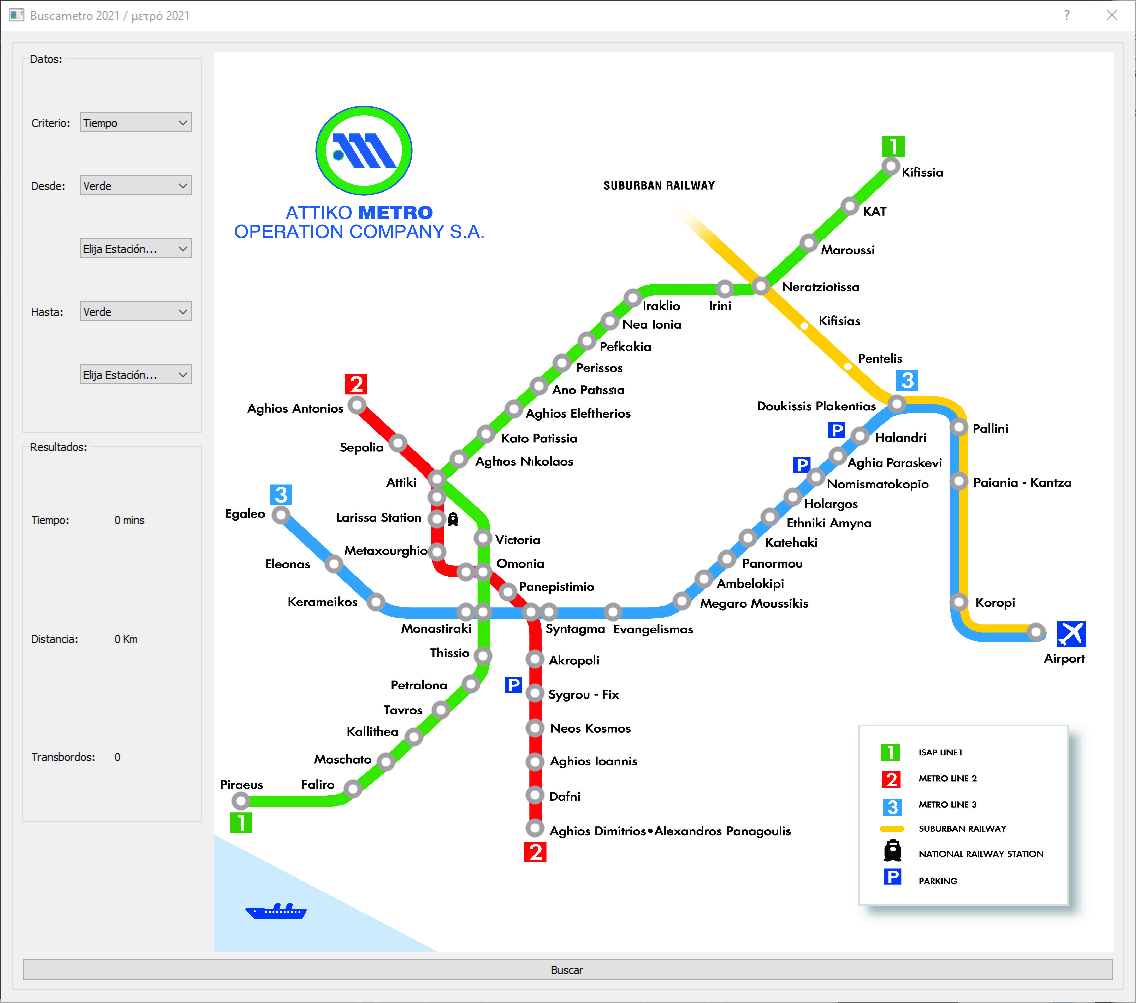 Buscametro 2021 / μετρό 2021
?
Datos:
Criterio:
Tiempo
Desde:
Verde
Elija Estación...
Hasta:
Verde
Elija Estación...
Resultados:
Tiempo:
0 mins
Distancia:
0 Km
Transbordos:
0
ATTIKO METRO
OPERATION COMPANY S.A.
SUBURBAN RAILWAY
1
Kifissia
KAT
Maroussi
Neratziotissa
Irini
Iraklio
Nea Ionia
Pefkakia
Perissos
Ano Patissia
Aghios Eleftherios
Kato Patissia
Aghios Nikolaos
Kifisias
Pentelis
3
Doukissis Plakentias
P
Halandri
P
Aghia Paraskevi
Nomismatokopio
Holargos
Ethniki Amyna
Katehaki
Panormou
Ambelokipi
Megaro Moussikis
Pallini
Paiania - Kantza
Koropi
Airport
2
Aghios Antonios
Sepolia
Attiki
3
Egaleo
Larissa Station
Victoria
Eleonas
Metaxourghio
Omonia
Panepistimio
Kerameikos
Monastiraki
Syntagma
Evangelismos
Thissio
Akropoli
Petralona
P
Sygrou - Fix
Tavros
Kallithea
Neos Kosmos
Moschato
Aghios Ioannis
Piraeus
Faliro
Dafni
1
Aghios Dimitrios•Alexandros Panagoulis
2
1 ISAP LINE 1
2 METRO LINE 2
3 METRO LINE 3
SUBURBAN RAILWAY
NATIONAL RAILWAY STATION
P PARKING
Buscar